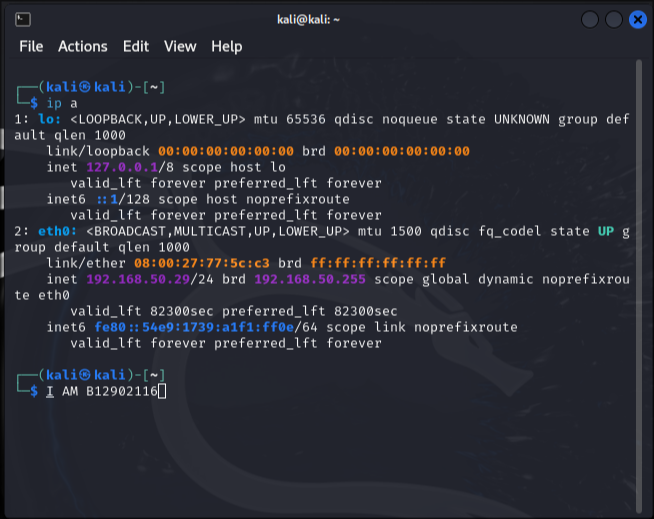 kali@kali: ~
File Actions Edit View Help
┌──(kali㉿kali)-[~]
└─$ ip a
1: lo: <LOOPBACK,UP,LOWER_UP> mtu 65536 qdisc noqueue state UNKNOWN group def
ault qlen 1000
    link/loopback 00:00:00:00:00:00 brd 00:00:00:00:00:00
    inet 127.0.0.1/8 scope host lo
       valid_lft forever preferred_lft forever
    inet6 ::1/128 scope host noprefixroute
       valid_lft forever preferred_lft forever
2: eth0: <BROADCAST,MULTICAST,UP,LOWER_UP> mtu 1500 qdisc fq_codel state UP g
roup default qlen 1000
    link/ether 08:00:27:77:5c:c3 brd ff:ff:ff:ff:ff:ff
    inet 192.168.50.29/24 brd 192.168.50.255 scope global dynamic noprefixrou
te eth0
       valid_lft 82300sec preferred_lft 82300sec
    inet6 fe80::54e9:1739:a1f1:ff0e/64 scope link noprefixroute
       valid_lft forever preferred_lft forever
┌──(kali㉿kali)-[~]
└─$ I AM B12902116